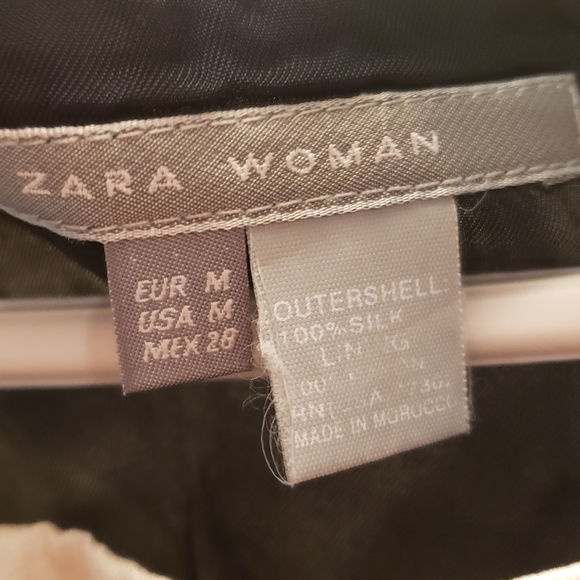 ZARA WOMAN
EUR M
USA M
MEX 28
OUTERSHELL:
100% SILK
MADE IN MOROCCO